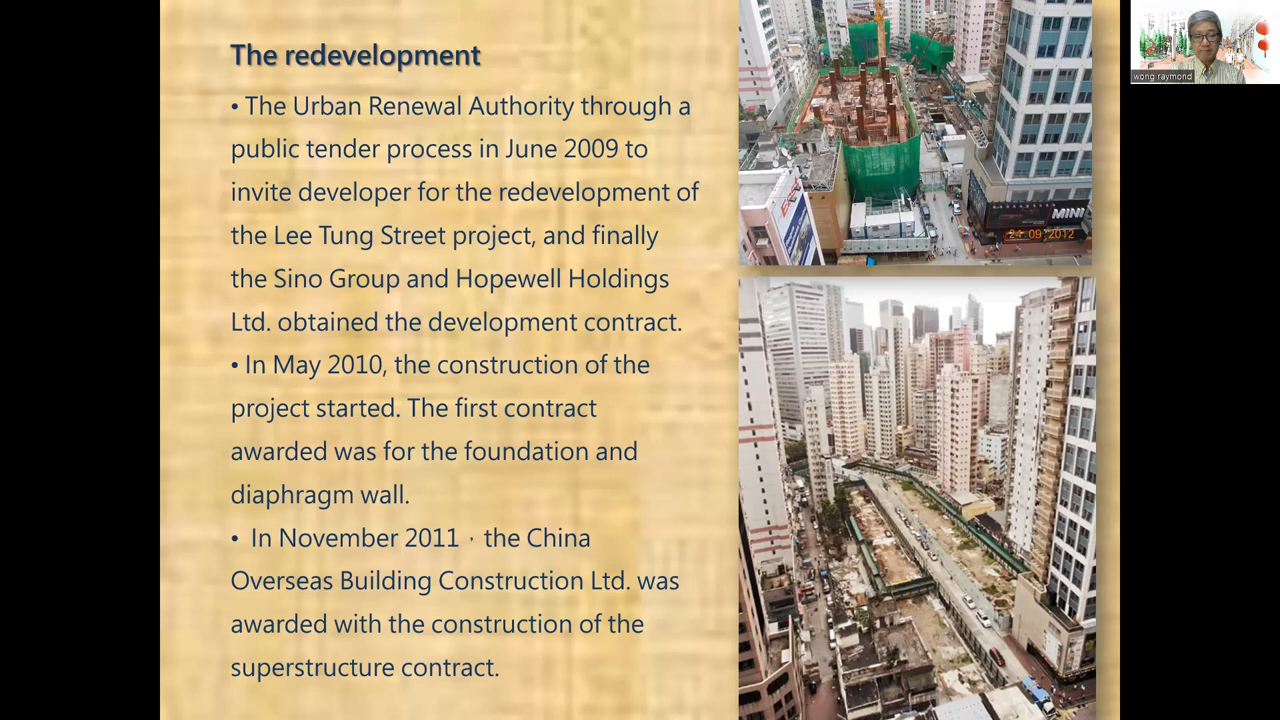 The redevelopment
• The Urban Renewal Authority through a
public tender process in June 2009 to
invite developer for the redevelopment of
the Lee Tung Street project, and finally
the Sino Group and Hopewell Holdings
Ltd. obtained the development contract.
• In May 2010, the construction of the
project started. The first contract
awarded was for the foundation and
diaphragm wall.
• In November 2011，the China
Overseas Building Construction Ltd. was
awarded with the construction of the
superstructure contract.
MINI
24.09.2012
wong raymond